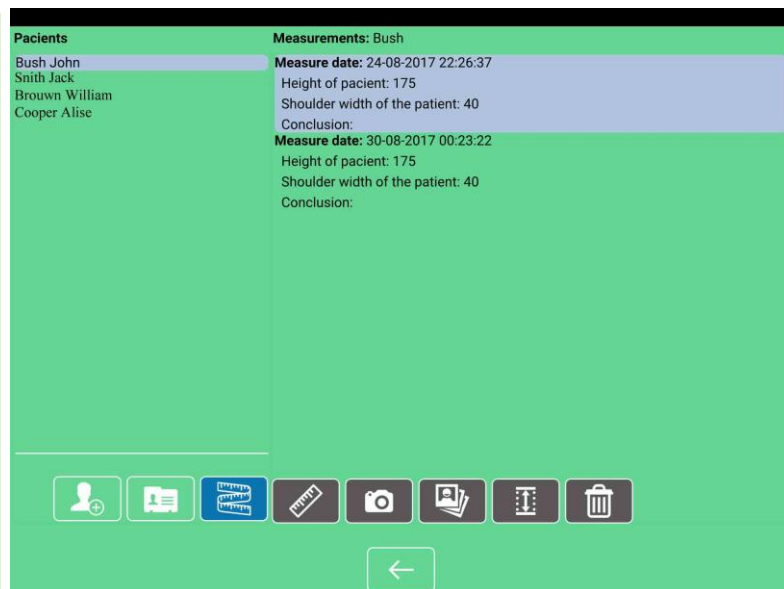 Pacients
Bush John
Snith Jack
Brouwn William
Cooper Alise
Measurements: Bush
Measure date: 24-08-2017 22:26:37
Height of pacient: 175
Shoulder width of the patient: 40
Conclusion:
Measure date: 30-08-2017 00:23:22
Height of pacient: 175
Shoulder width of the patient: 40
Conclusion: